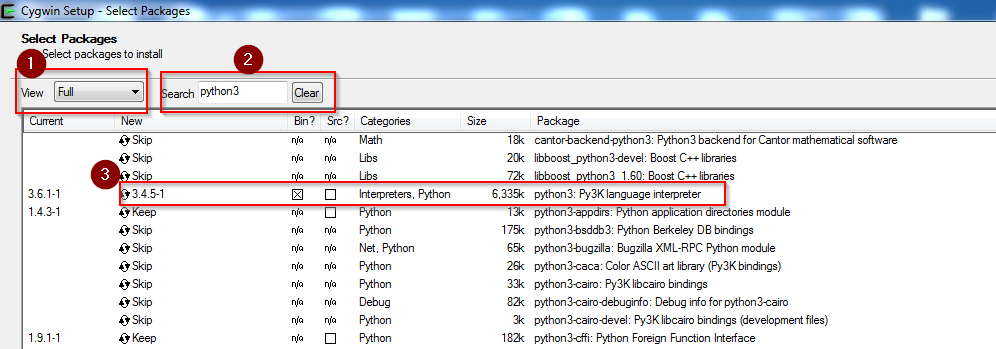 Cygwin Setup - Select Packages
Select Packages
Select packages to install
1
2
View Full Search python3 Clear
Current New Bin? Src? Categories Size Package
Skip n/a n/a Math 18k cantor-backend-python3: Python3 backend for Cantor mathematical software
Skip n/a n/a Libs 20k libboost_python3-devel: Boost C++ libraries
Skip n/a n/a Libs 72k libboost_python3_1.60: Boost C++ libraries
3
3.6.1-1 3.4.5-1 Interpreters, Python 6,335k python3: Py3K language interpreter
1.4.3-1 Keep n/a Python 13k python3-appdirs: Python application directories module
Skip n/a n/a Python 175k python3-bsddb3: Python Berkeley DB bindings
Skip n/a n/a Net, Python 65k python3-bugzilla: Bugzilla XML-RPC Python module
Skip n/a n/a Python 26k python3-caca: Color ASCII art library (Py3K bindings)
Skip n/a n/a Python 33k python3-cairo: Py3K libcairo bindings
Skip n/a n/a Debug 82k python3-cairo-debuginfo: Debug info for python3-cairo
Skip n/a n/a Python 3k python3-cairo-devel: Py3K libcairo bindings (development files)
1.9.1-1 Keep n/a Python 182k python3-cffi: Python Foreign Function Interface